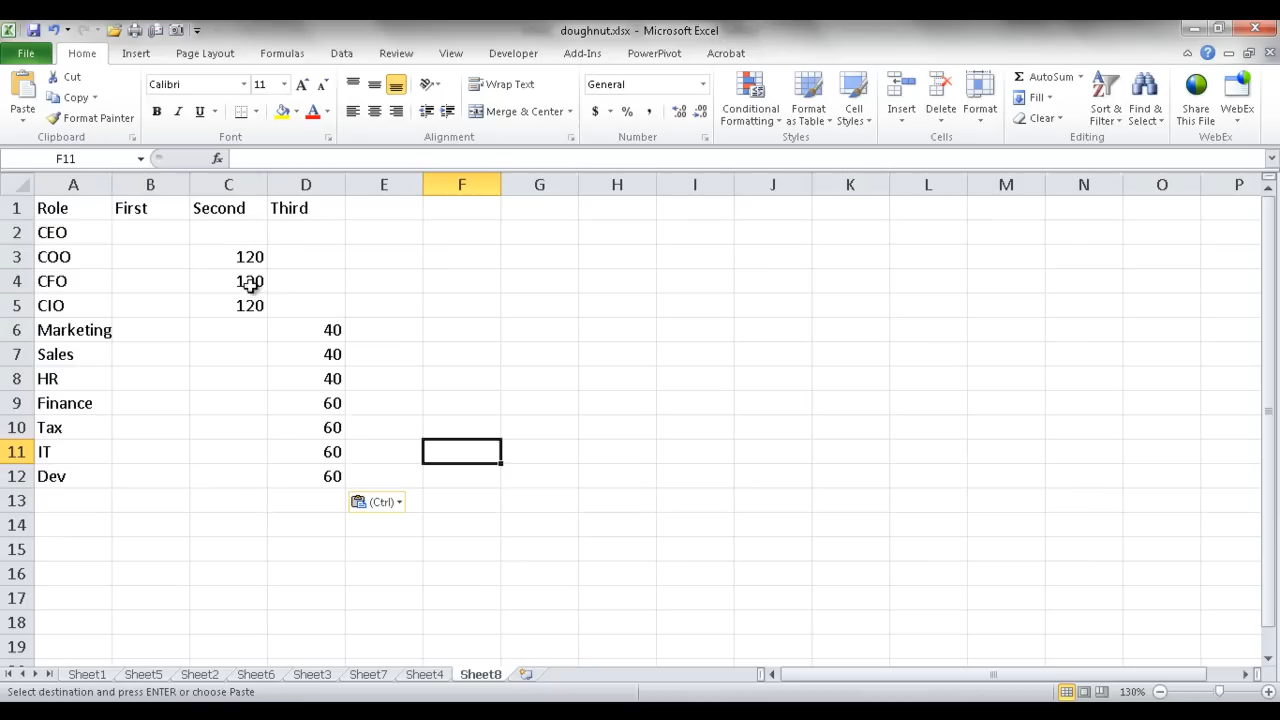 doughnut.xlsx - Microsoft Excel
File Home Insert Page Layout Formulas Data Review View Developer Add-Ins PowerPivot Acrobat
Paste
Cut
Copy
Format Painter
Clipboard
Calibri 11
B I U
Font
Wrap Text
Merge & Center
Alignment
General
$ % ,
Number
Conditional Formatting
Format as Table
Cell Styles
Styles
Insert Delete Format
Cells
AutoSum
Fill
Clear
Sort & Filter
Find & Select
Editing
Share This File
WebEx
WebEx
F11 fx
A B C D E F G H I J K L M N O P
1 Role First Second Third
2 CEO
3 COO 120
4 CFO 120
5 CIO 120
6 Marketing 40
7 Sales 40
8 HR 40
9 Finance 60
10 Tax 60
11 IT 60
12 Dev 60
13 (Ctrl)
14
15
16
17
18
19
Sheet1 Sheet5 Sheet2 Sheet6 Sheet3 Sheet7 Sheet4 Sheet8
Select destination and press ENTER or choose Paste 130%